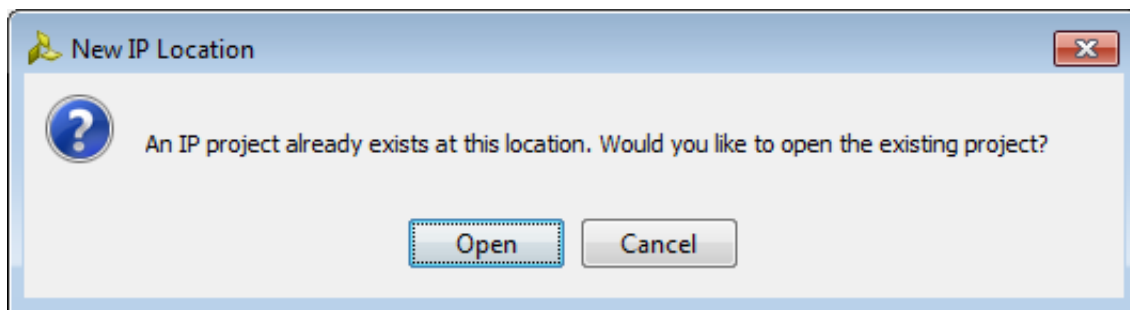 New IP Location
An IP project already exists at this location. Would you like to open the existing project?
Open
Cancel